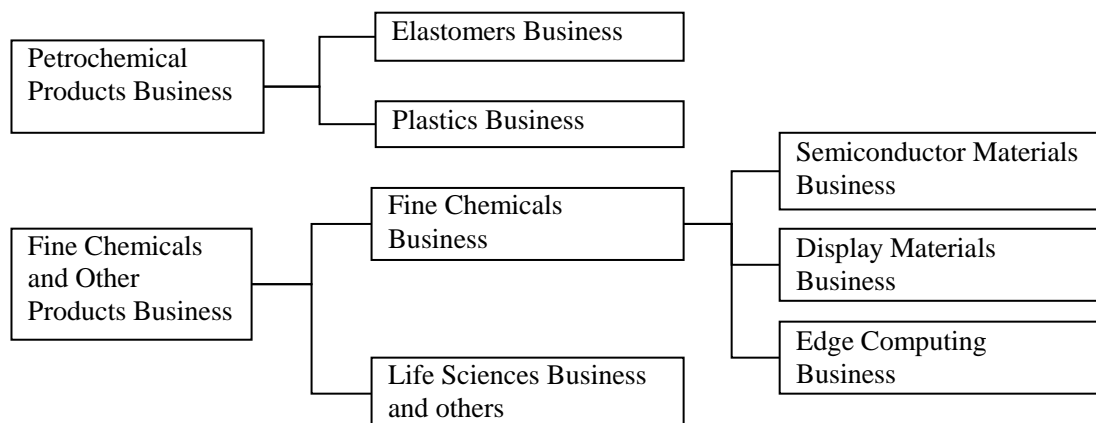 Elastomers Business
Petrochemical
Products Business
Plastics Business
Semiconductor Materials
Business
Fine Chemicals
Business
Fine Chemicals
and Other
Products Business
Display Materials
Business
Edge Computing
Business
Life Sciences Business
and others